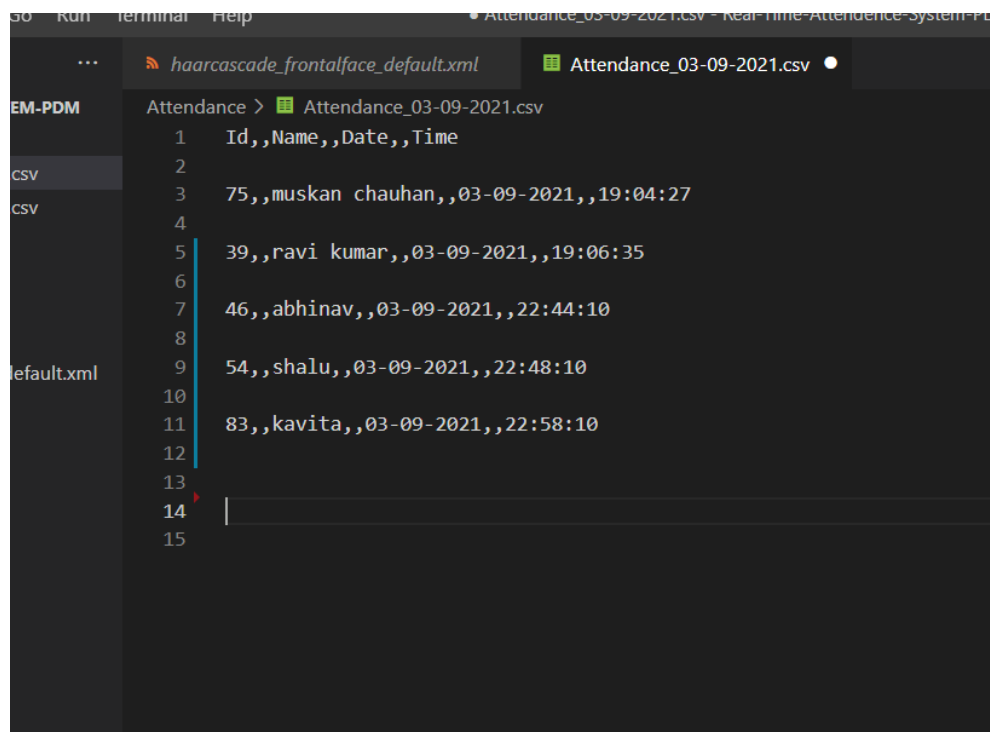 Go Run Terminal Help ● Attendance_03-09-2021.csv - Real-Time-Attendence-System-PD
... haarcascade_frontalface_default.xml Attendance_03-09-2021.csv ●
EM-PDM Attendance > Attendance_03-09-2021.csv
1 Id,,Name,,Date,,Time
csv 2
3 75,,muskan chauhan,,03-09-2021,,19:04:27
csv
4
5 39,,ravi kumar,,03-09-2021,,19:06:35
6
7 46,,abhinav,,03-09-2021,,22:44:10
8
default.xml 9 54,,shalu,,03-09-2021,,22:48:10
10
11 83,,kavita,,03-09-2021,,22:58:10
12
13
14
15